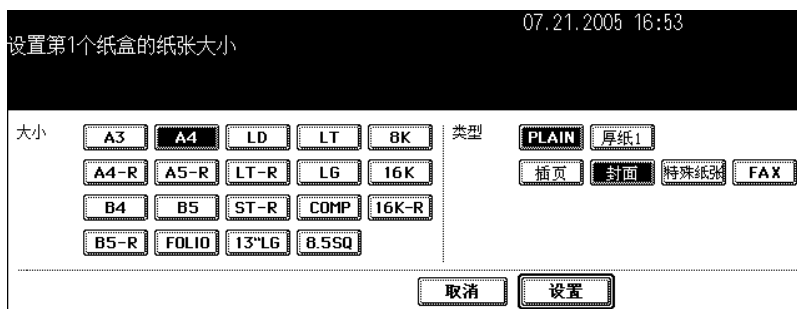 07.21.2005 16:53
设置第1个纸盒的纸张大小
大小 A3 A4 LD LT 8K 类型 PLAIN 厚纸1
A4-R A5-R LT-R LG 16K 插页 封面 特殊纸张 FAX
B4 B5 ST-R COMP 16K-R
B5-R FOLIO 13"LG 8.5SQ
取消 设置